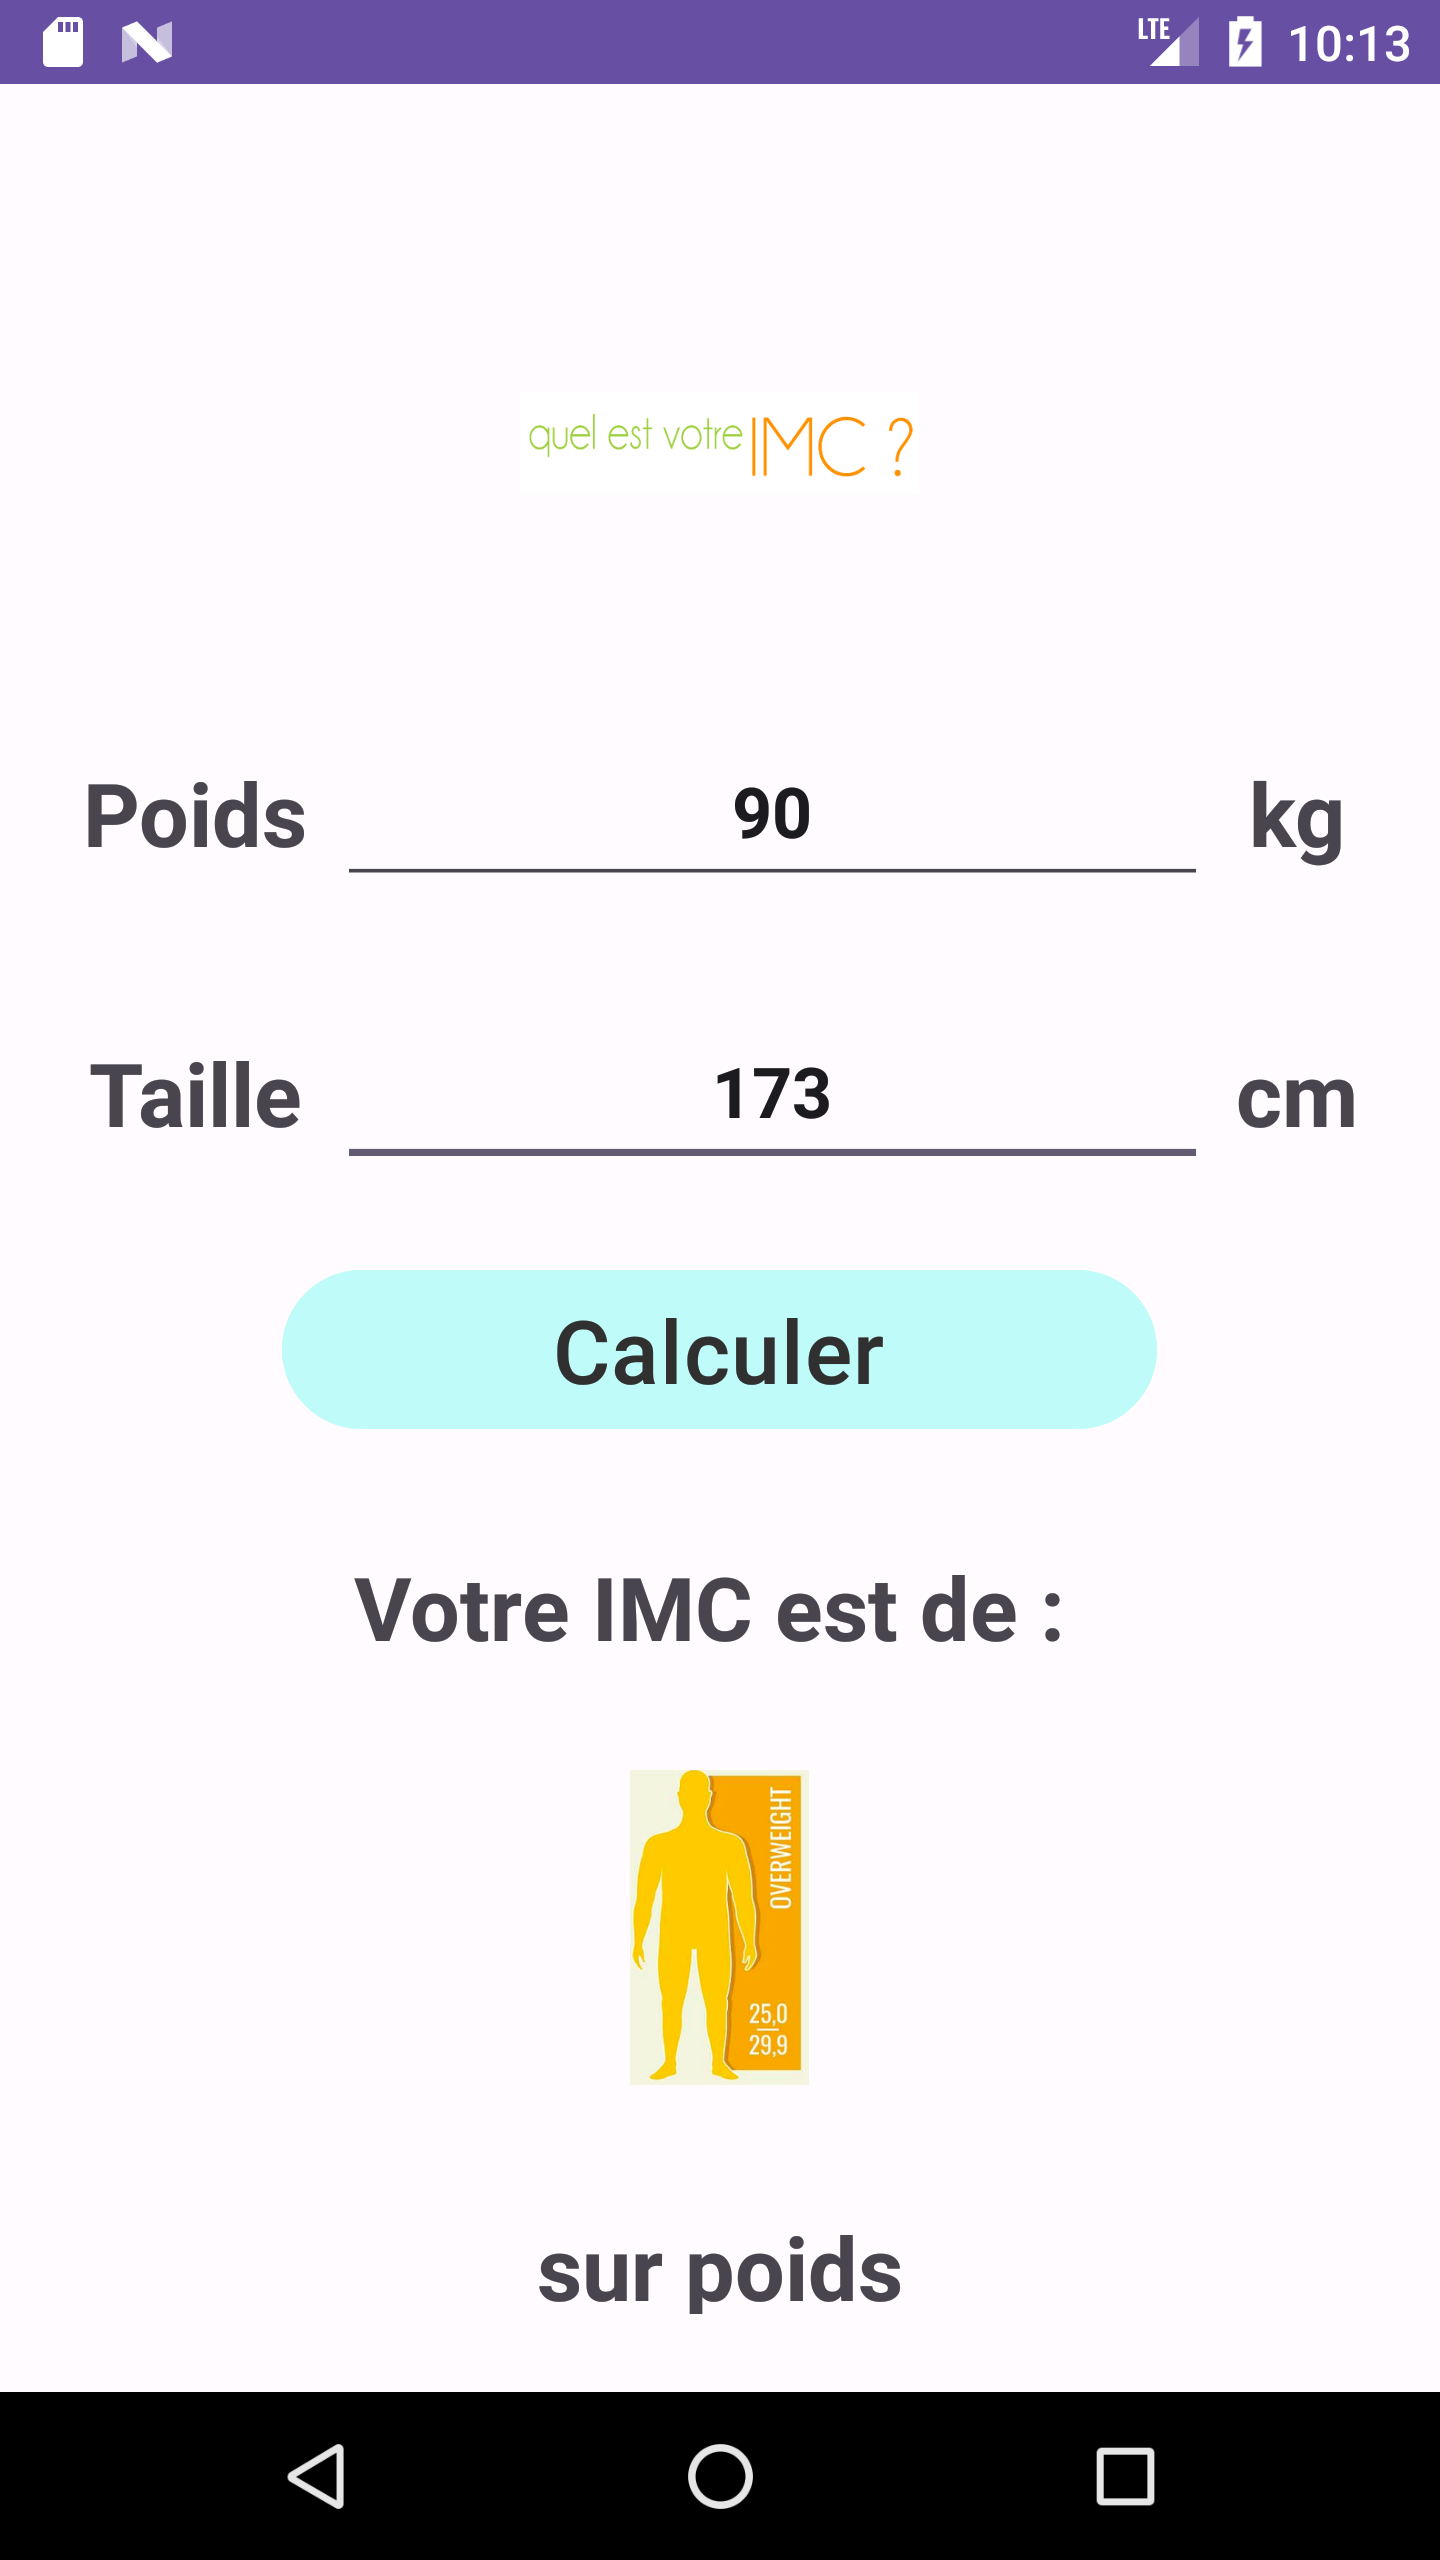 LTE 10:13
quel est votre IMC ?
Poids 90 kg
Taille 173 cm
Calculer
Votre IMC est de :
OVERWEIGHT
25,0
29,9
sur poids